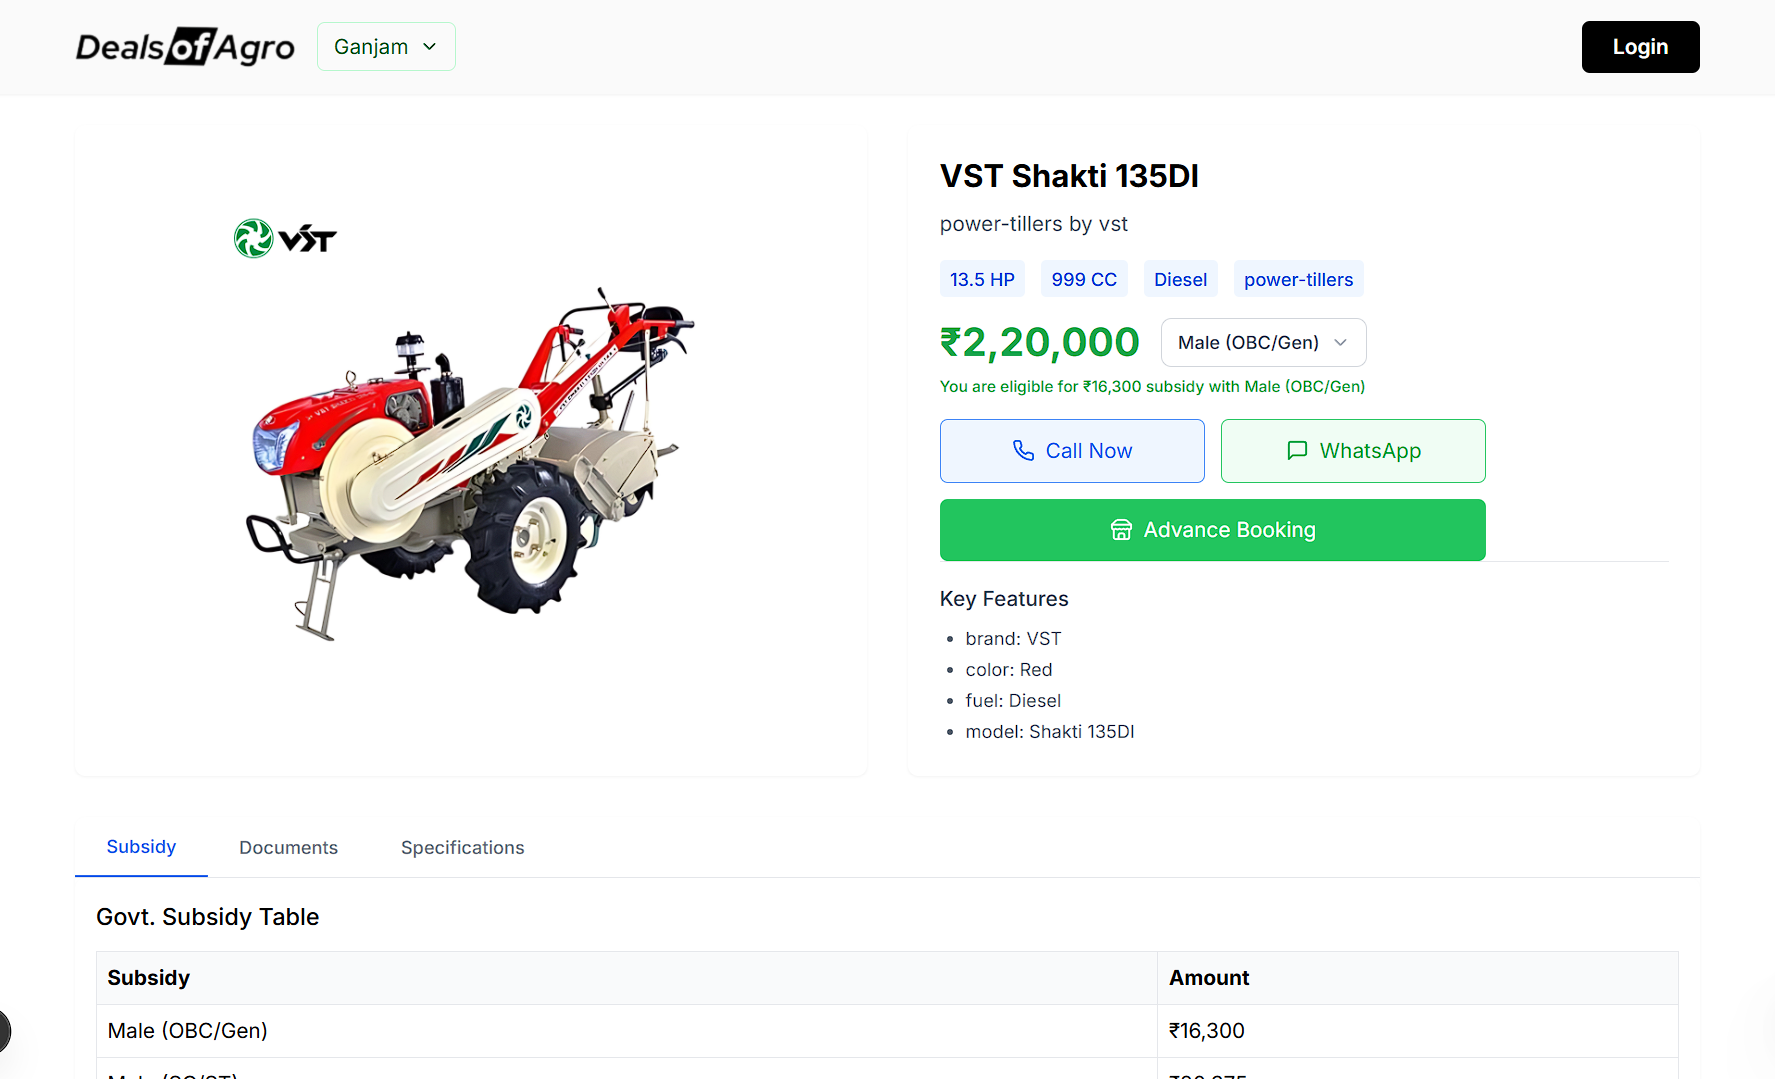 DealsofAgro
Ganjam
Login
VST
VST SHAKTI
VST Shakti 135DI
power-tillers by vst
13.5 HP
999 CC
Diesel
power-tillers
₹2,20,000
Male (OBC/Gen)
You are eligible for ₹16,300 subsidy with Male (OBC/Gen)
Call Now
WhatsApp
Advance Booking
Key Features
brand: VST
color: Red
fuel: Diesel
model: Shakti 135DI
Subsidy
Documents
Specifications
Govt. Subsidy Table
Subsidy
Amount
Male (OBC/Gen)
₹16,300